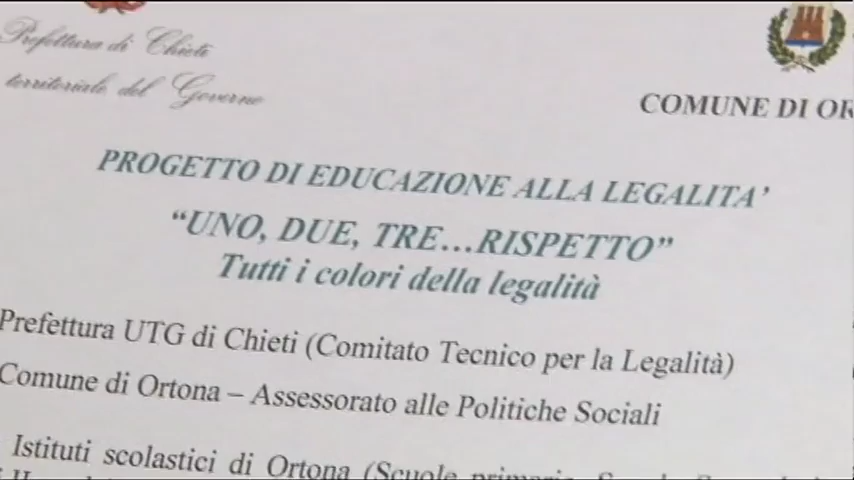 Prefettura di Chieti
territoriale del Governo
COMUNE DI OR
PROGETTO DI EDUCAZIONE ALLA LEGALITA’
“UNO, DUE, TRE…RISPETTO”
Tutti i colori della legalità
Prefettura UTG di Chieti (Comitato Tecnico per la Legalità)
Comune di Ortona – Assessorato alle Politiche Sociali
Istituti scolastici di Ortona (Scuole primarie